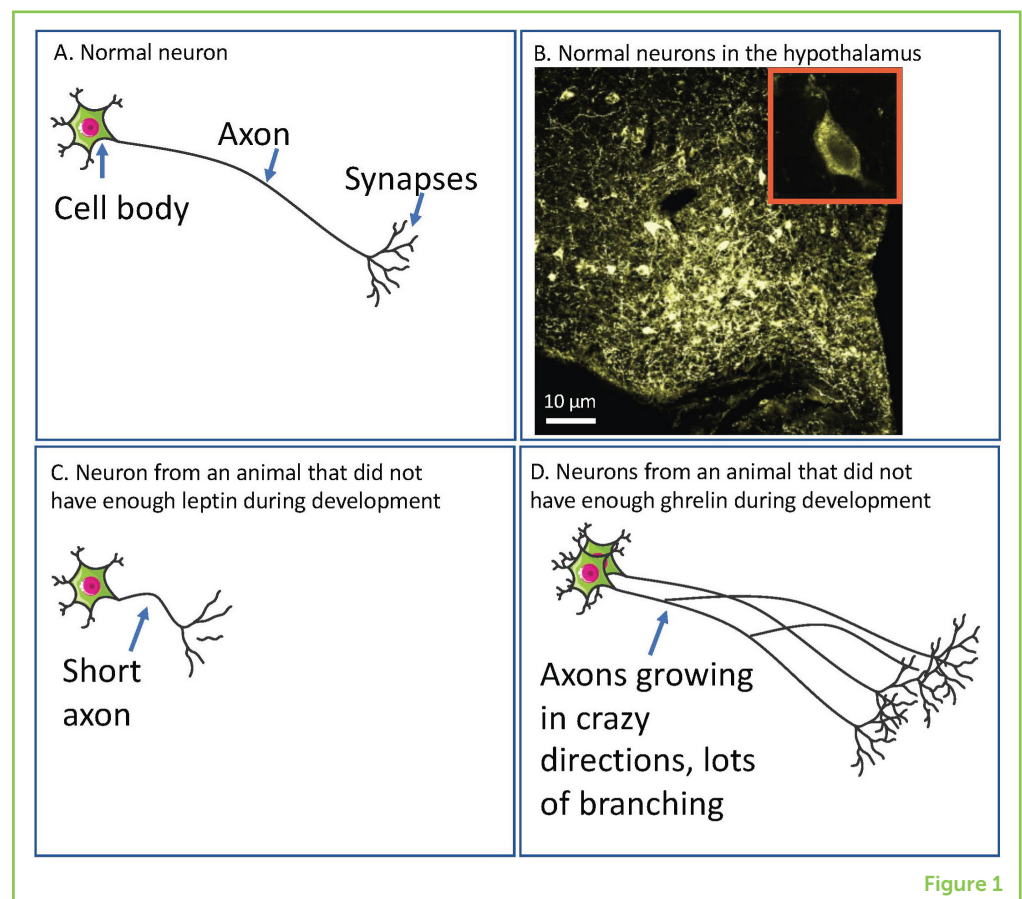 A. Normal neuron
Axon
Synapses
Cell body
B. Normal neurons in the hypothalamus
10 µm
C. Neuron from an animal that did not
have enough leptin during development
Short
axon
D. Neurons from an animal that did not
have enough ghrelin during development
Axons growing
in crazy
directions, lots
of branching
Figure 1